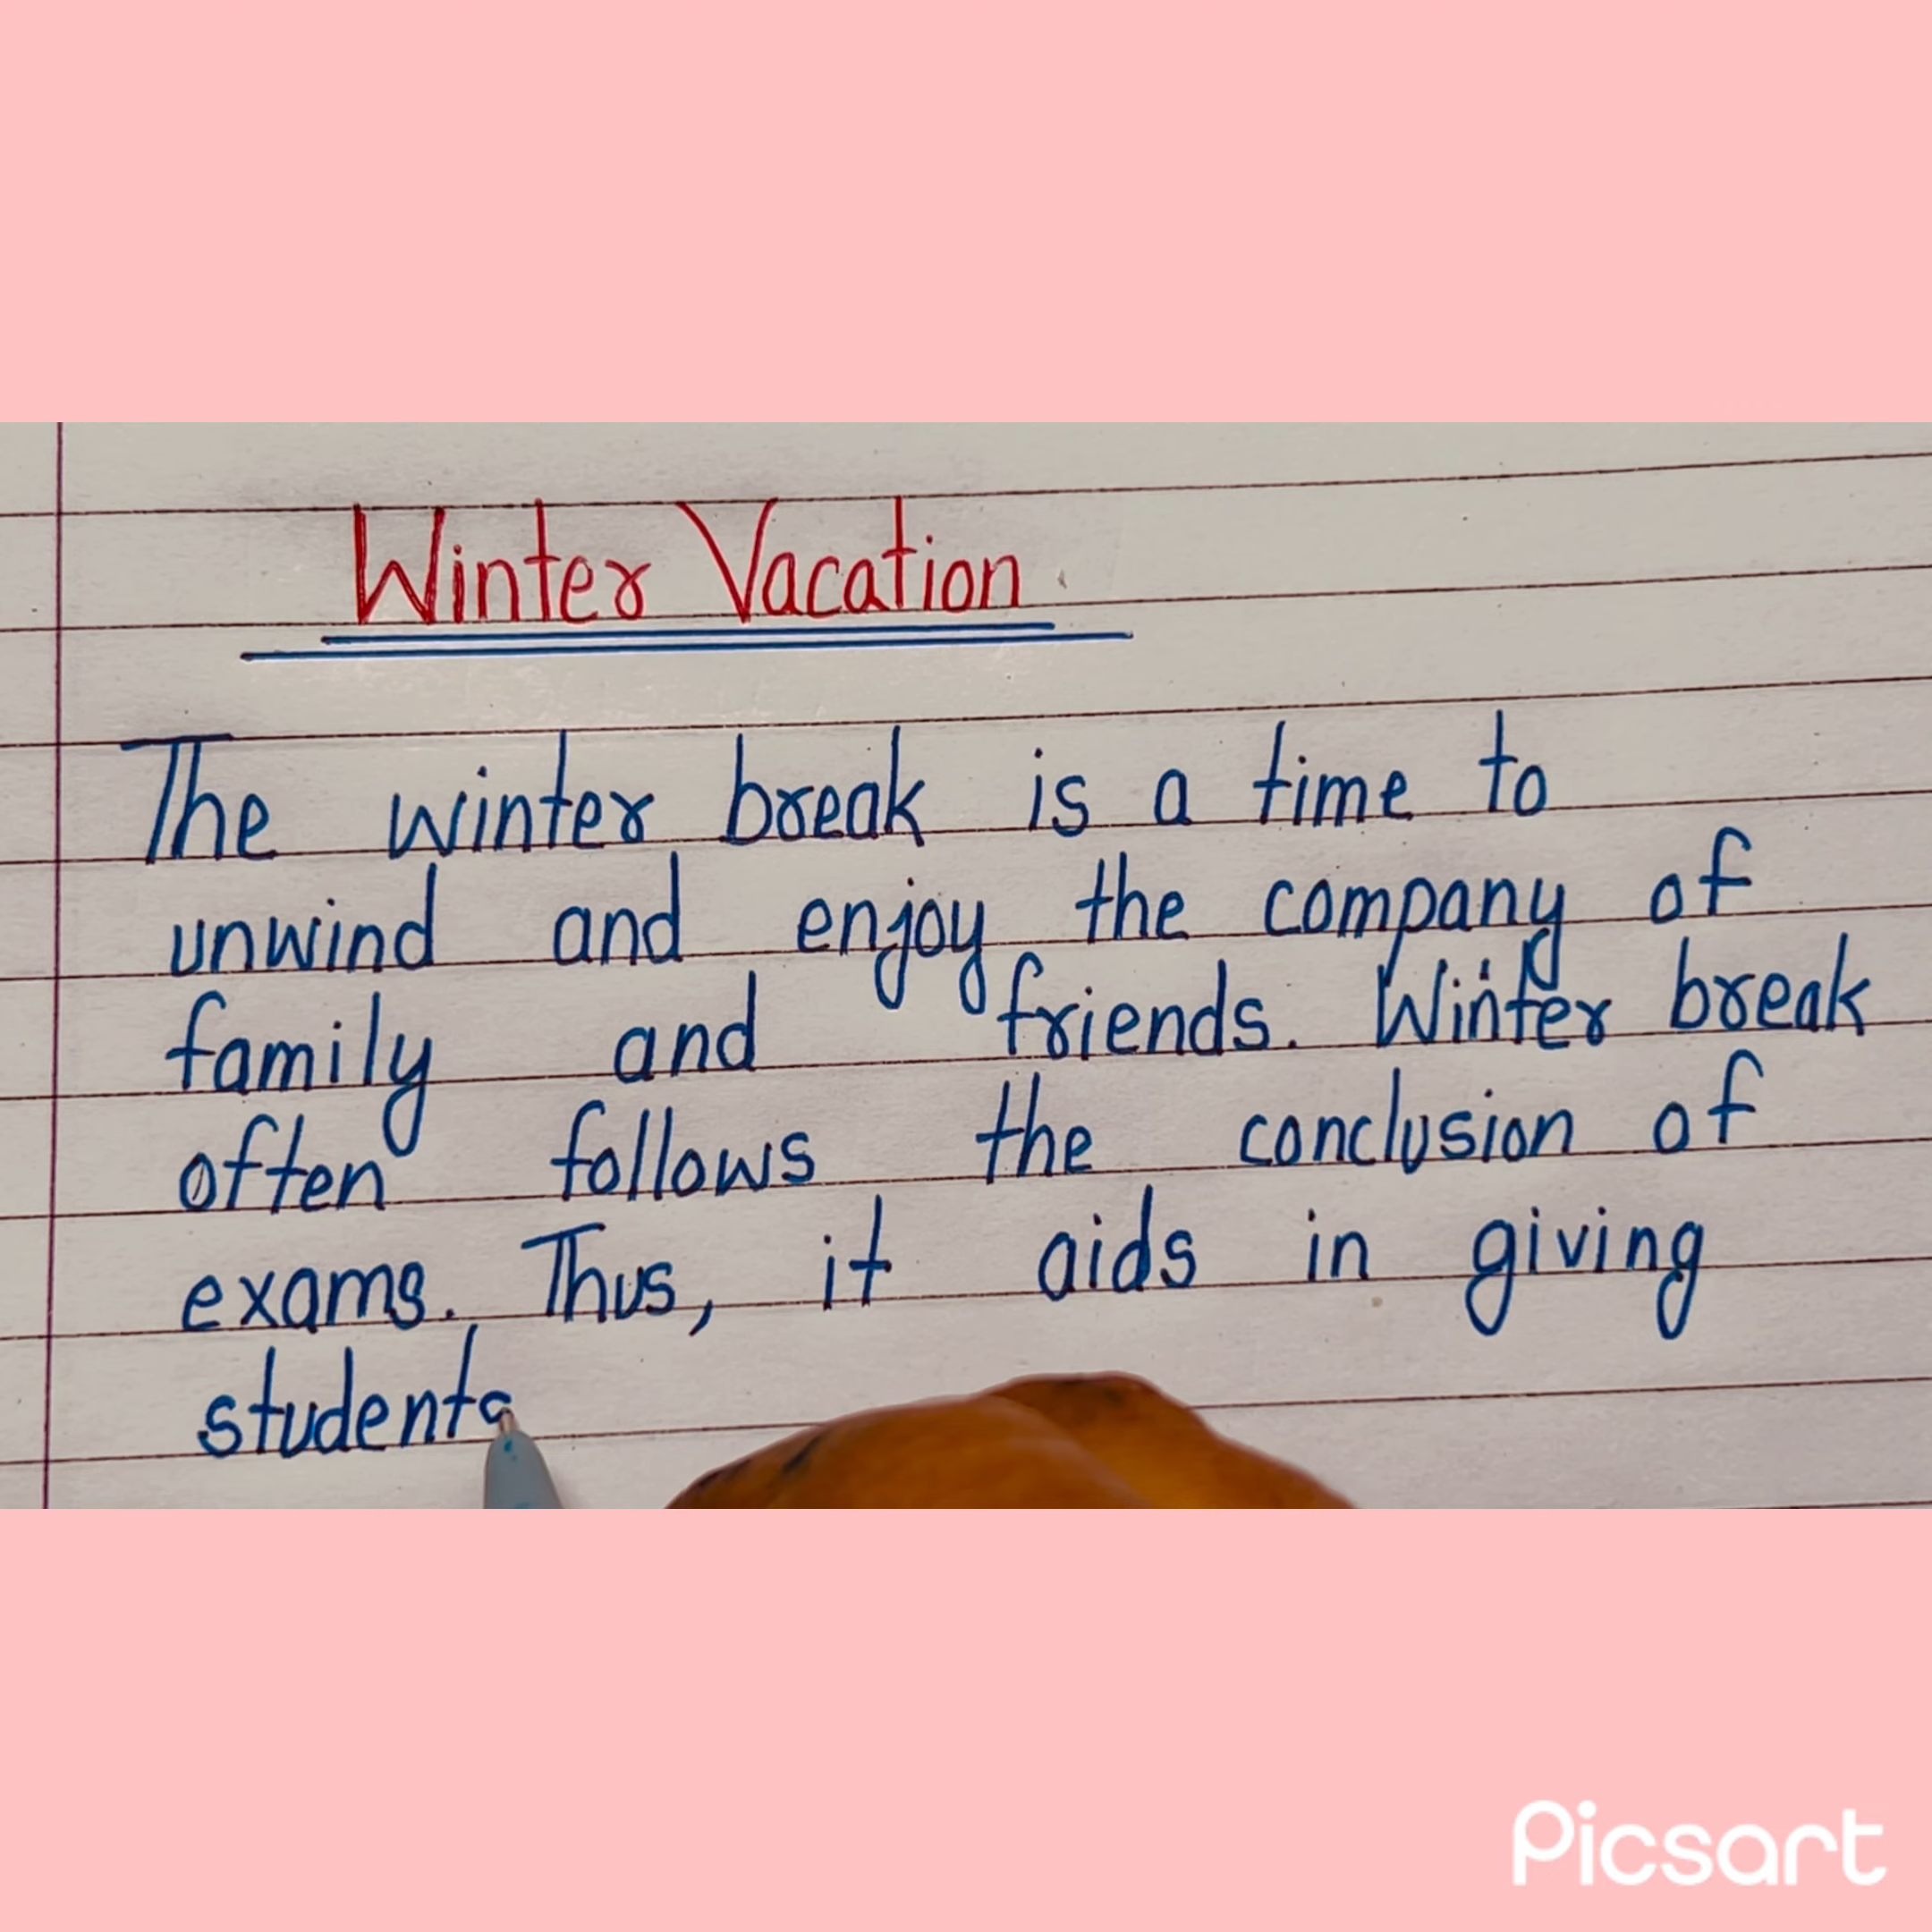 Winter Vacation
The winter break is a time to
unwind and enjoy the company of
family and friends. Winter break
often follows the conclusion of
exams. Thus, it aids in giving
students
Picsart